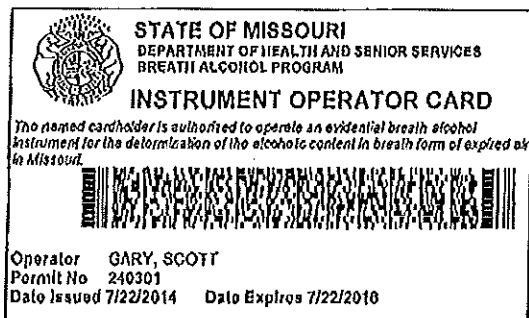 STATE OF MISSOURI
DEPARTMENT OF HEALTH AND SENIOR SERVICES
BREATH ALCOHOL PROGRAM
INSTRUMENT OPERATOR CARD
The named cardholder is authorized to operate an evidential breath alcohol
instrument for the determination of the alcoholic content in breath form of expired air
in Missouri.
Operator GARY, SCOTT
Permit No 240301
Date Issued 7/22/2014 Date Expires 7/22/2016